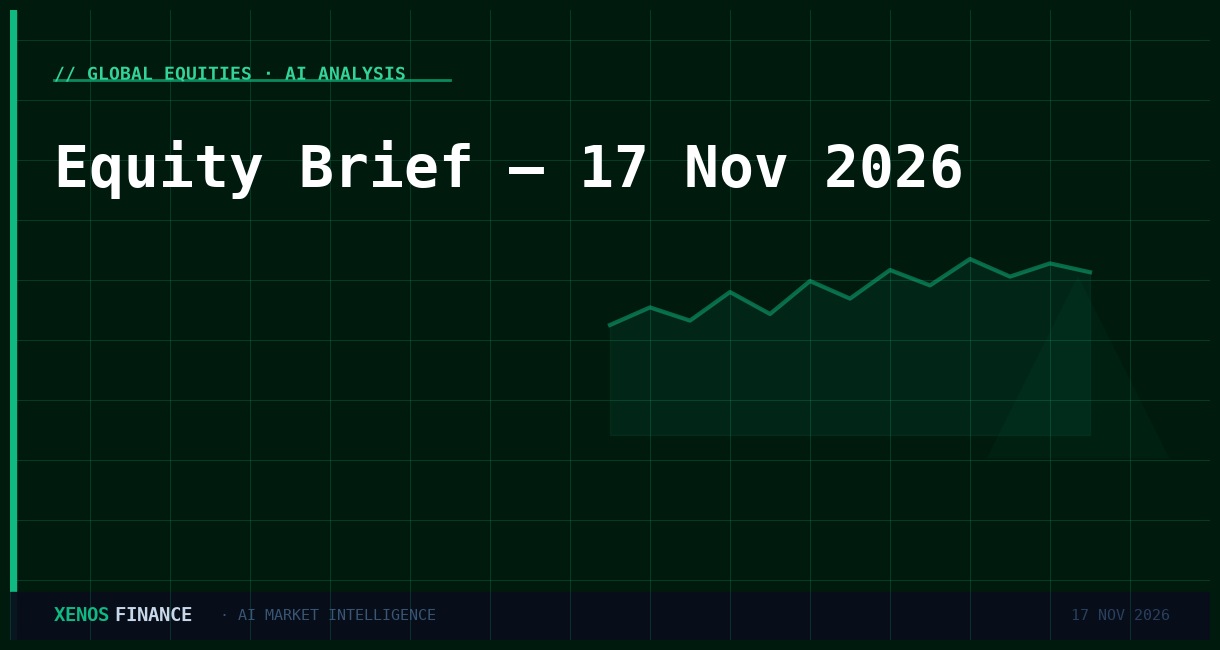 // GLOBAL EQUITIES · AI ANALYSIS
Equity Brief — 17 Nov 2026
XENOS FINANCE · AI MARKET INTELLIGENCE
17 NOV 2026